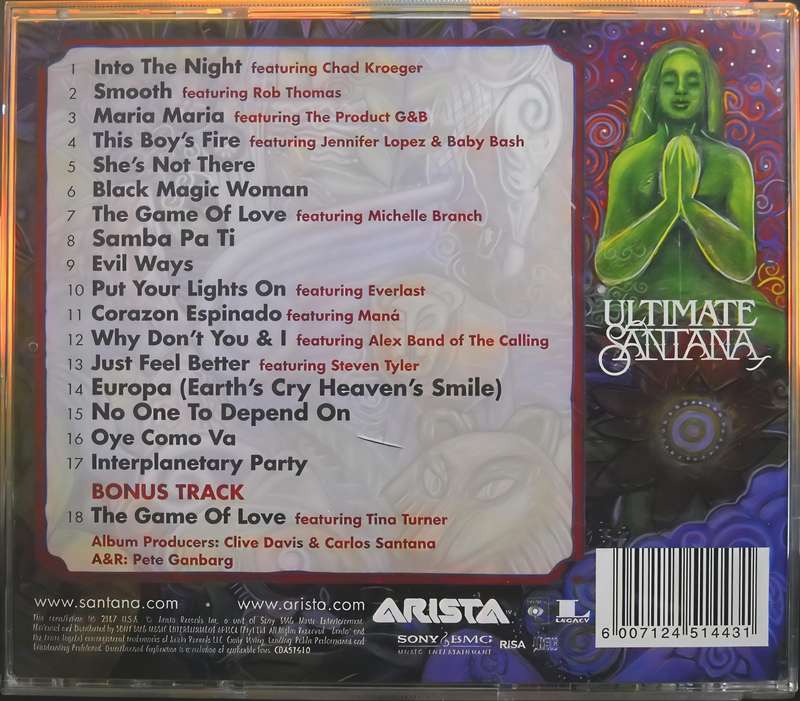 1 Into The Night featuring Chad Kroeger
2 Smooth featuring Rob Thomas
3 Maria Maria featuring The Product G&B
4 This Boy's Fire featuring Jennifer Lopez & Baby Bash
5 She's Not There
6 Black Magic Woman
7 The Game Of Love featuring Michelle Branch
8 Samba Pa Ti
9 Evil Ways
10 Put Your Lights On featuring Everlast
11 Corazon Espinado featuring Maná
12 Why Don't You & I featuring Alex Band of The Calling
13 Just Feel Better featuring Steven Tyler
14 Europa (Earth's Cry Heaven's Smile)
15 No One To Depend On
16 Oye Como Va
17 Interplanetary Party
BONUS TRACK
18 The Game Of Love featuring Tina Turner
Album Producers: Clive Davis & Carlos Santana
A&R: Pete Ganbarg
ULTIMATE
SANTANA
www.santana.com • www.arista.com
ARISTA
LEGACY
SONY BMG
MUSIC ENTERTAINMENT
RISA
6 007124 514431